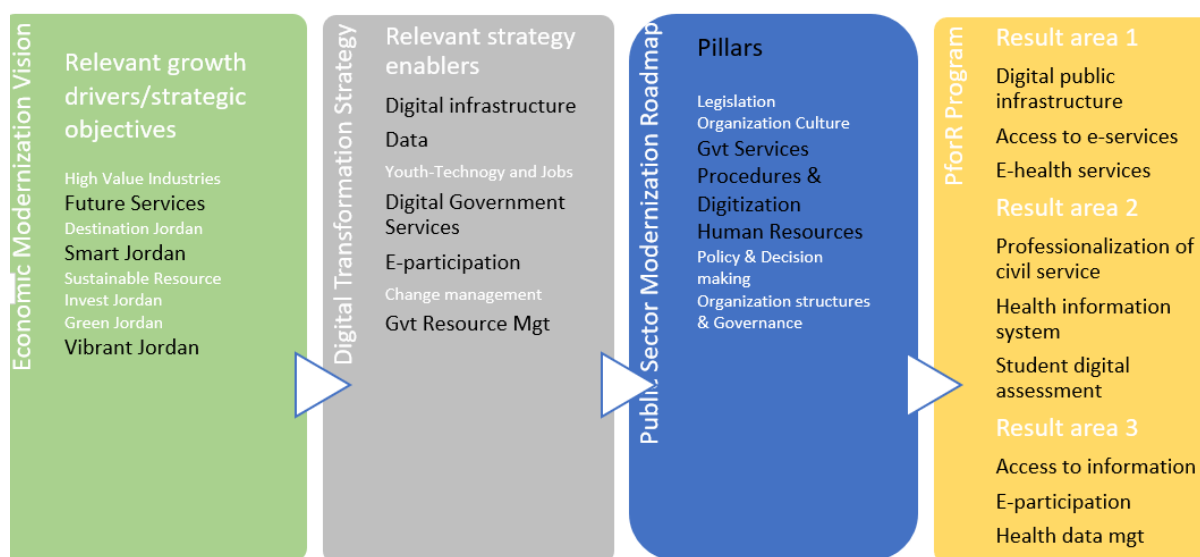 Economic Modernization Vision
Relevant growth
drivers/strategic
objectives
High Value Industries
Future Services
Destination Jordan
Smart Jordan
Sustainable Resource
Invest Jordan
Green Jordan
Vibrant Jordan
Digital Transformation Strategy
Relevant strategy
enablers
Digital infrastructure
Data
Youth-Technogy and Jobs
Digital Government
Services
E-participation
Change management
Gvt Resource Mgt
Public Sector Modernization Roadmap
Pillars
Legislation
Organization Culture
Gvt Services
Procedures &
Digitization
Human Resources
Policy & Decision
making
Organization structures
& Governance
PforR Program
Result area 1
Digital public
infrastructure
Access to e-services
E-health services
Result area 2
Professionalization of
civil service
Health information
system
Student digital
assessment
Result area 3
Access to information
E-participation
Health data mgt